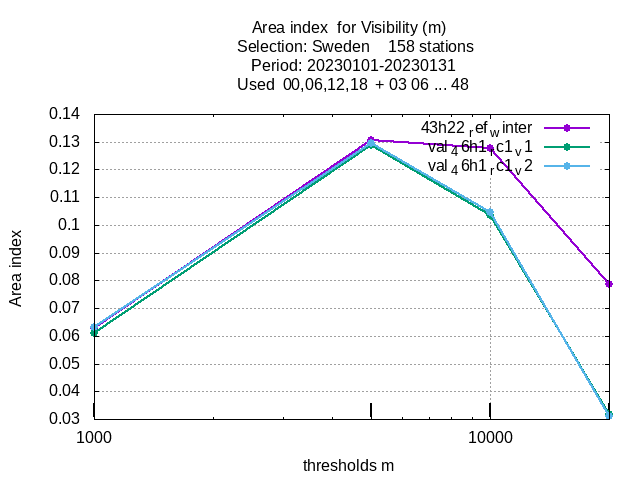 Area index  for Visibility (m)
Selection: Sweden    158 stations
Period: 20230101-20230131
Used  00,06,12,18  + 03 06 ... 48
43h22_ref_winter
val_46h1_rc1_v1
val_46h1_rc1_v2
0.14
0.13
0.12
0.11
0.1
0.09
0.08
0.07
0.06
0.05
0.04
0.03
Area index
1000
10000
thresholds m